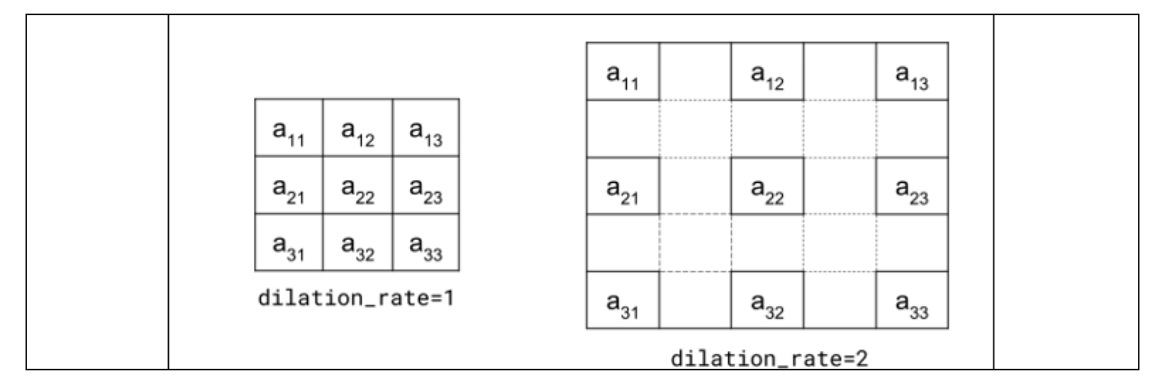 a11 a12 a13
a11 a12 a13
a21 a22 a23
a21 a22 a23
a31 a32 a33
dilation_rate=1
a31 a32 a33
dilation_rate=2